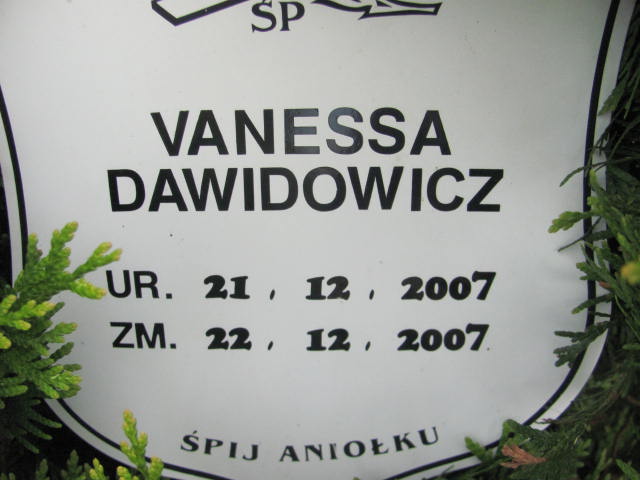 ŚP
VANESSA
DAWIDOWICZ
UR. 21 . 12 . 2007
ZM. 22 . 12 . 2007
ŚPIJ ANIOŁKU